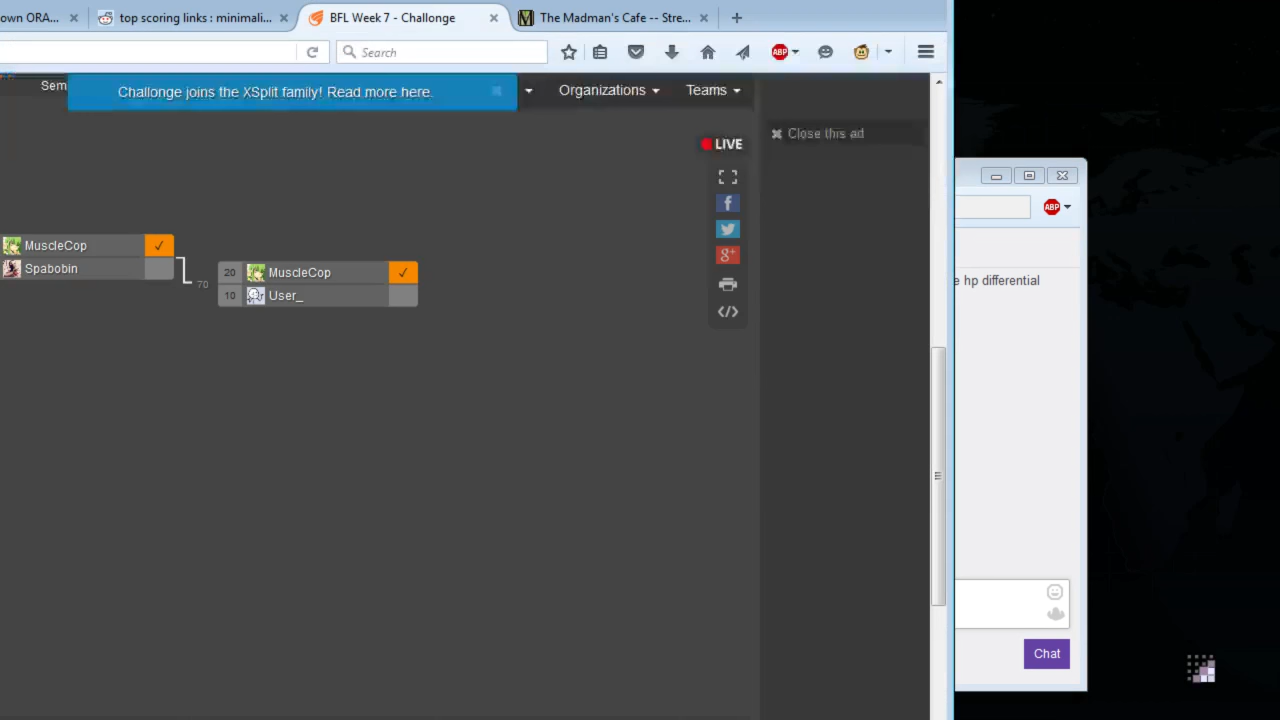 own ORA...
top scoring links : minimali...
BFL Week 7 - Challonge
The Madman's Cafe -- Stre...
Search
ABP
Sem
Challonge joins the XSplit family! Read more here.
Organizations
Teams
Close this ad
LIVE
ABP
MuscleCop
Spabobin
70
20 MuscleCop
10 User_
e hp differential
Chat